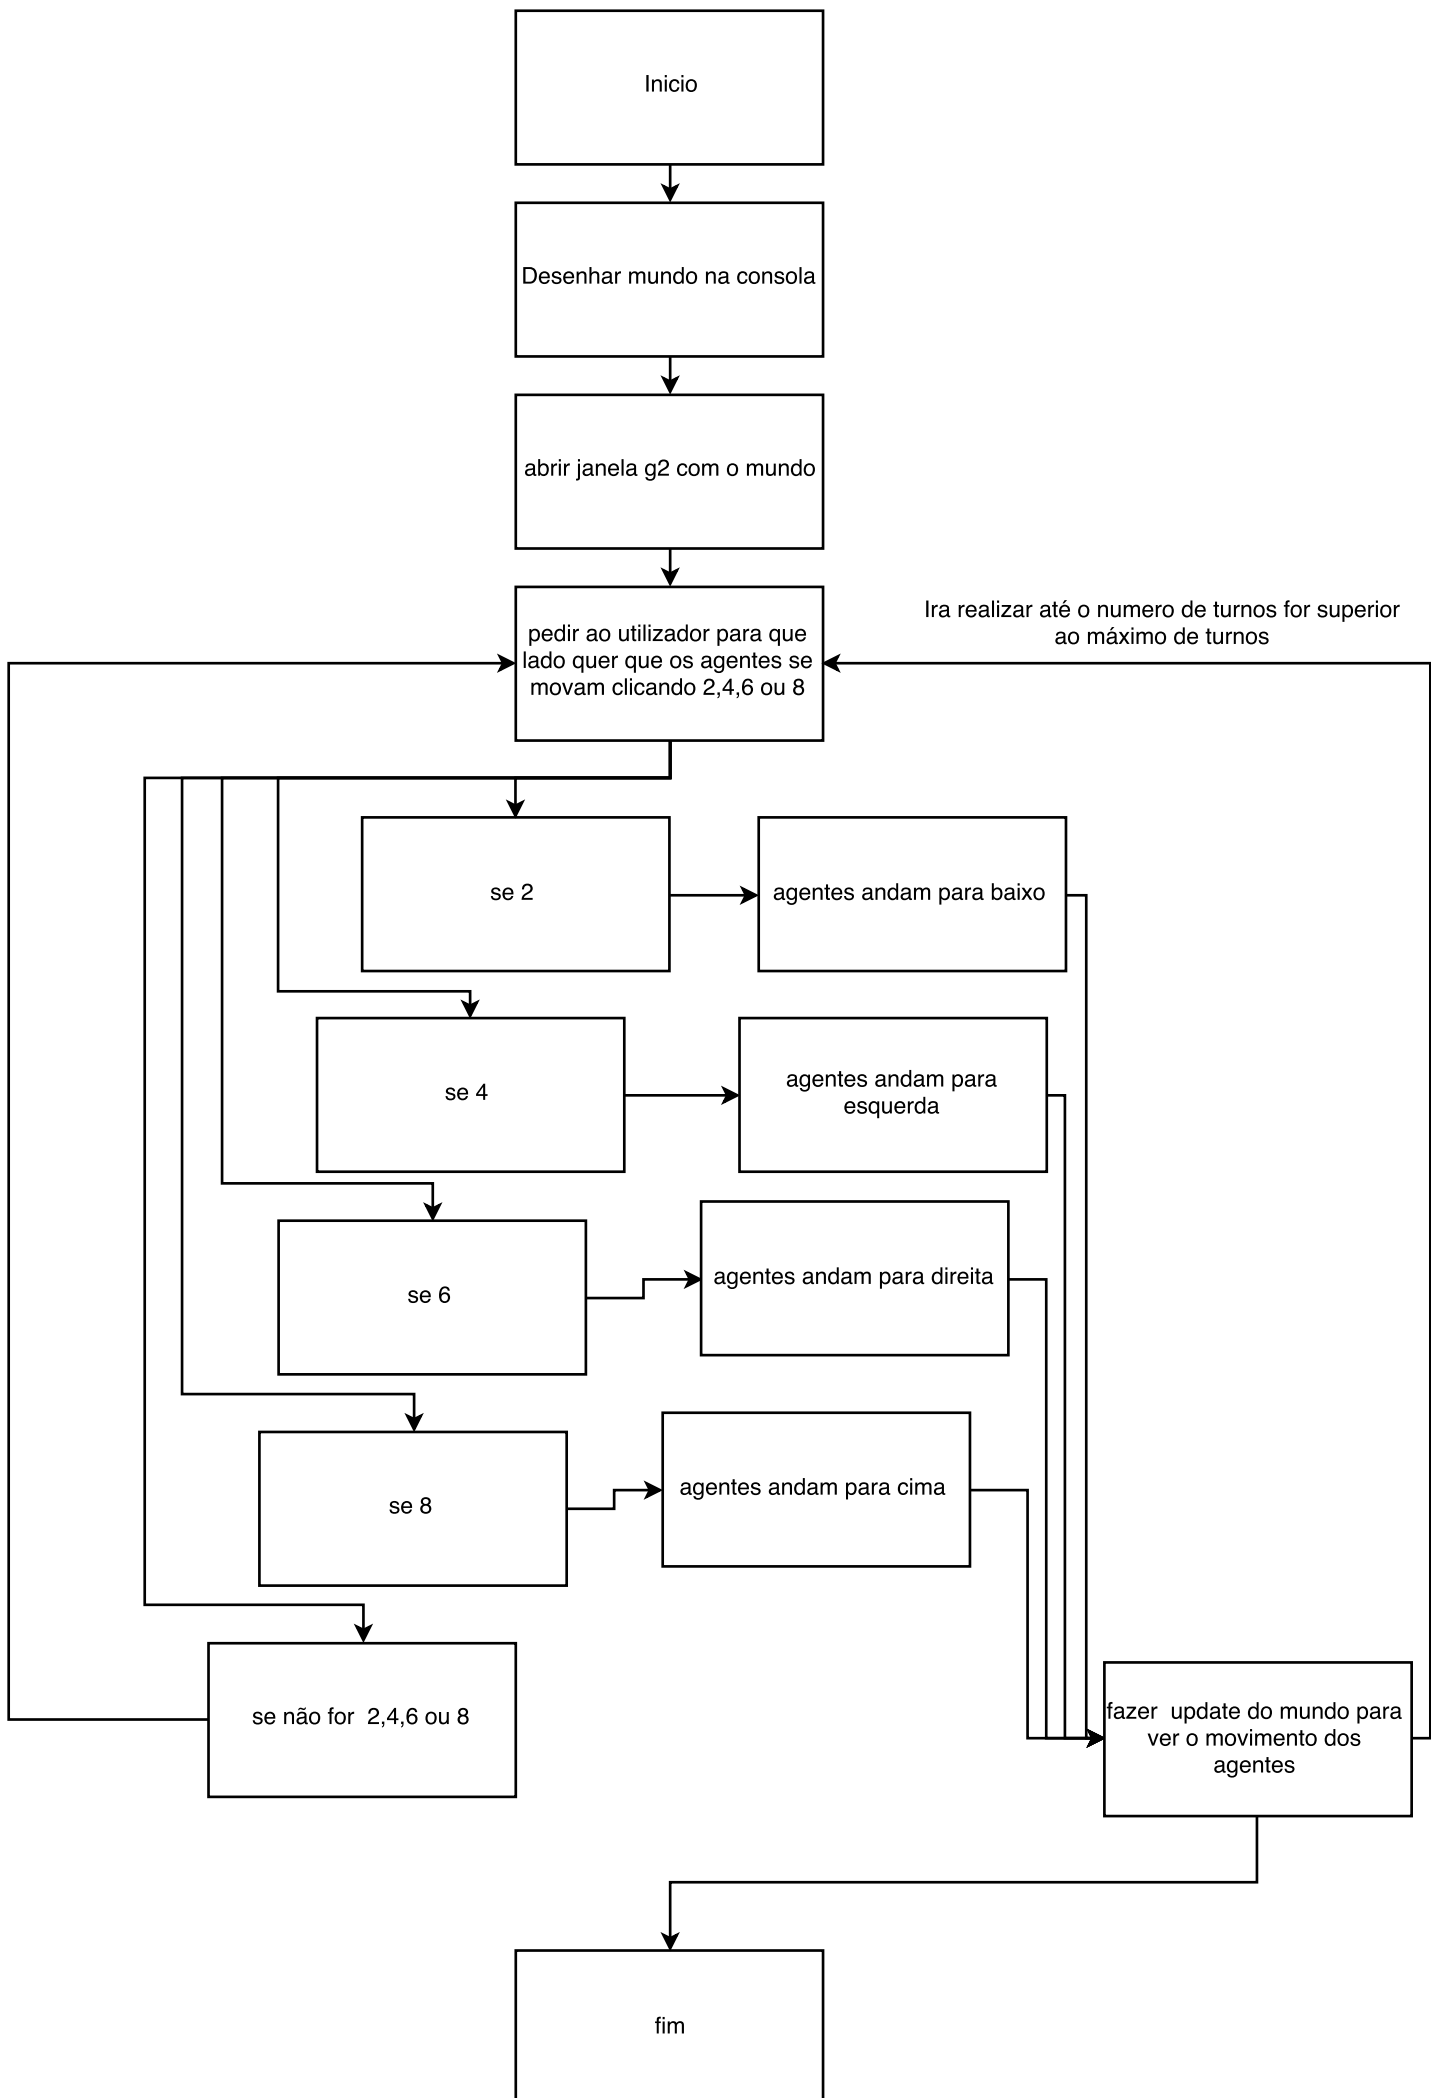 Inicio
Desenhar mundo na consola
abrir janela g2 com o mundo
Ira realizar até o numero de turnos for superior
ao máximo de turnos
pedir ao utilizador para que
lado quer que os agentes se
movam clicando 2,4,6 ou 8
se 2
agentes andam para baixo
se 4
agentes andam para
esquerda
se 6
agentes andam para direita
se 8
agentes andam para cima
se não for  2,4,6 ou 8
fazer  update do mundo para
ver o movimento dos
agentes
fim